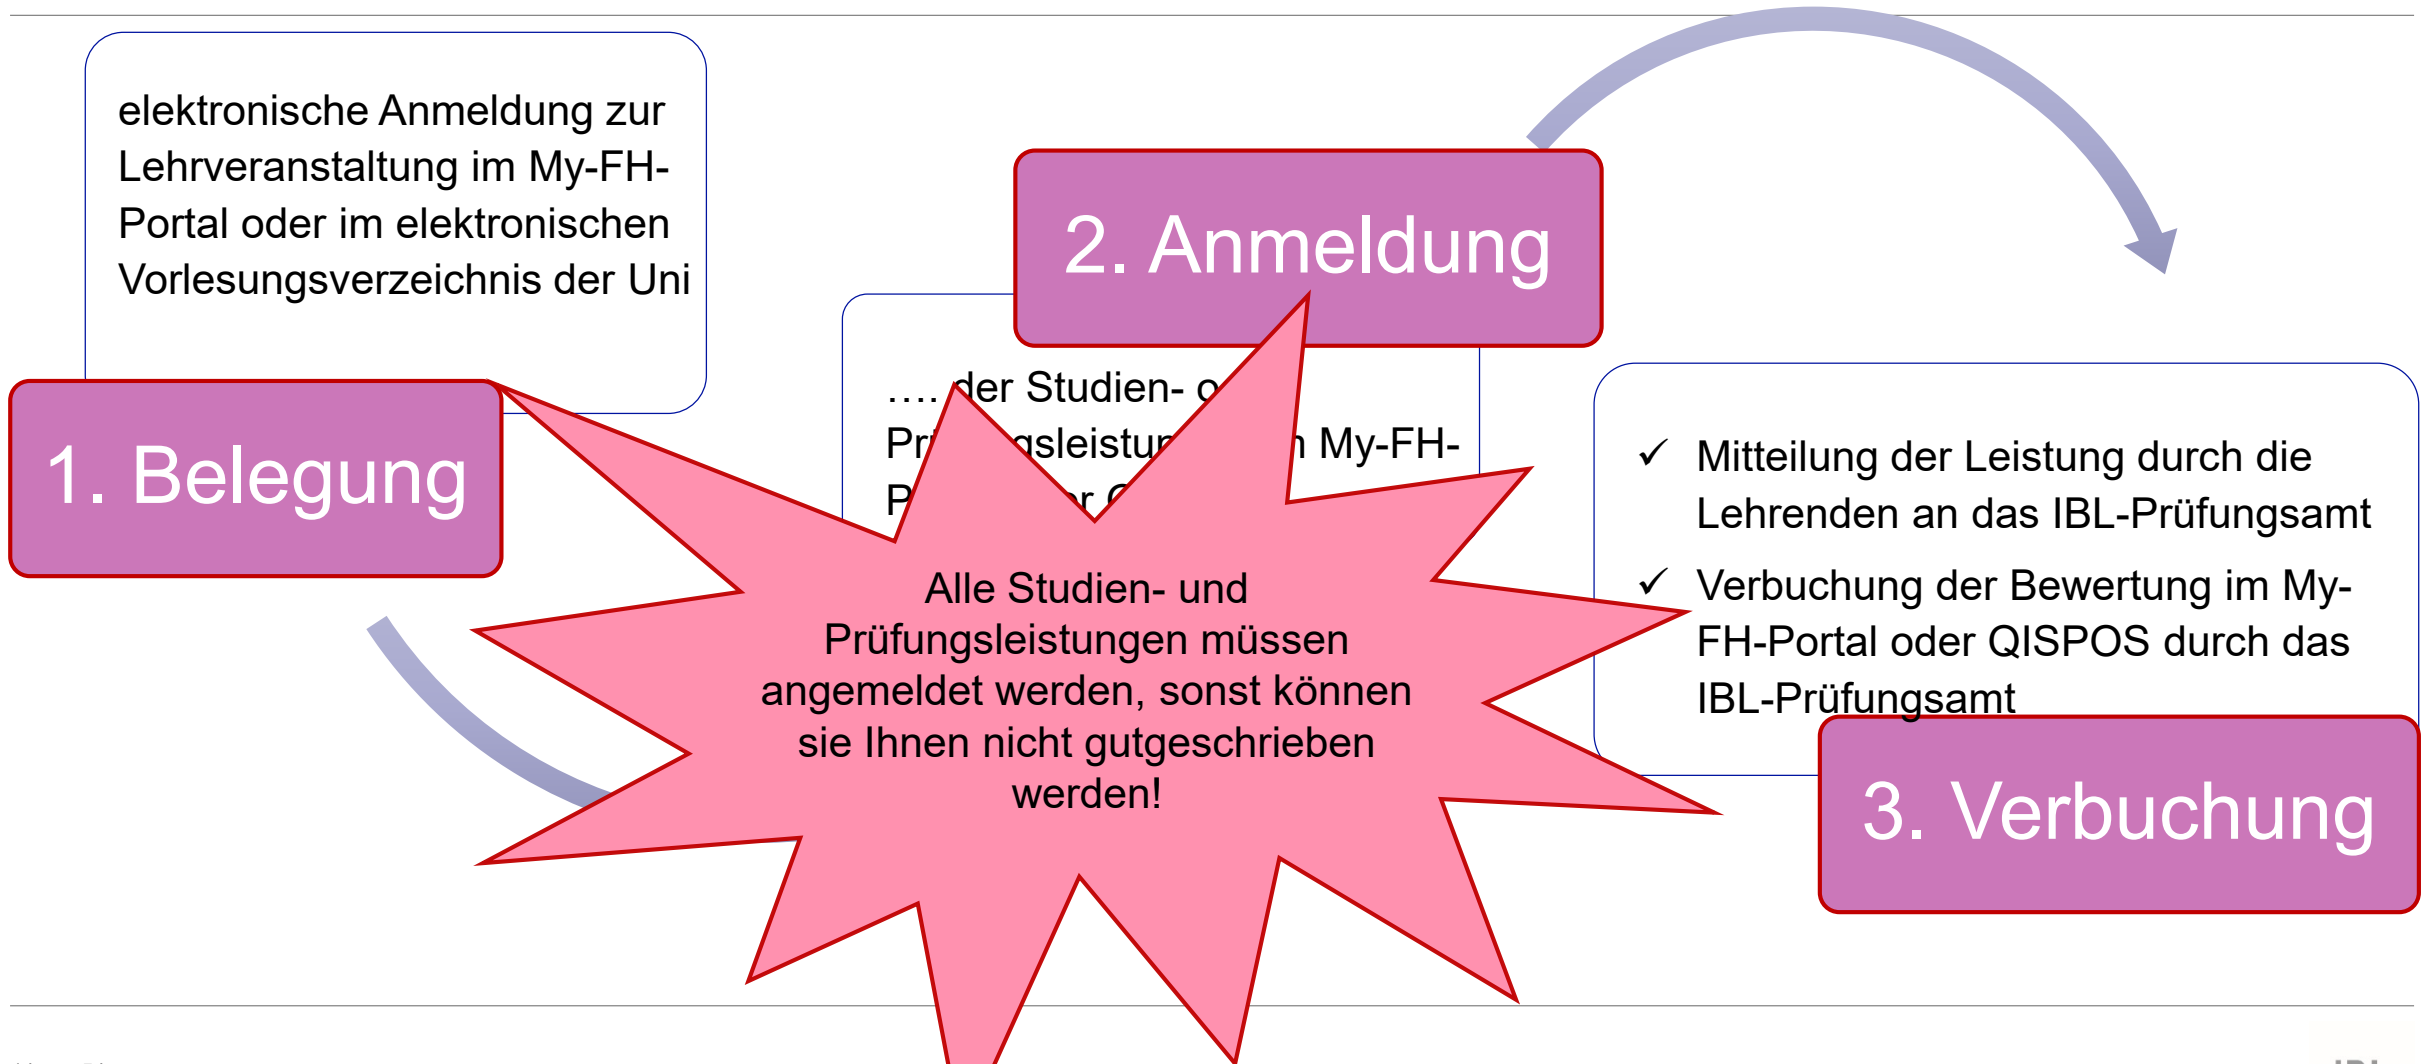 elektronische Anmeldung zur
Lehrveranstaltung im My-FH-
Portal oder im elektronischen
Vorlesungsverzeichnis der Uni
1. Belegung
2. Anmeldung
…. der Studien-
My-FH-
Alle Studien- und
Prüfungsleistungen müssen
angemeldet werden, sonst können
sie Ihnen nicht gutgeschrieben
werden!
✓ Mitteilung der Leistung durch die
Lehrenden an das IBL-Prüfungsamt
✓ Verbuchung der Bewertung im My-
FH-Portal oder QISPOS durch das
IBL-Prüfungsamt
3. Verbuchung